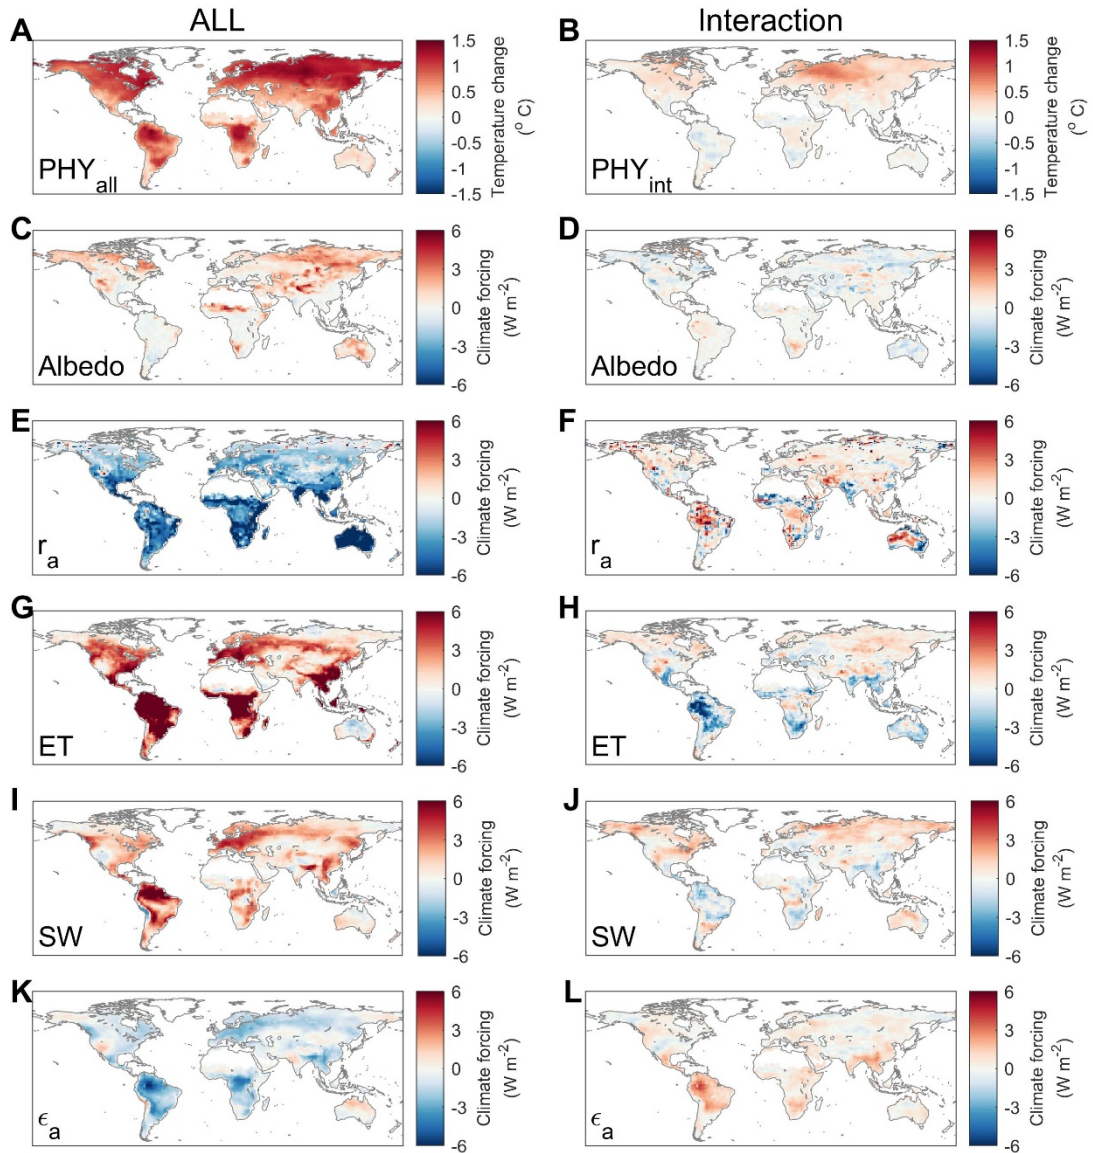 ALL
Interaction
A
PHY_all
1.5
1
0.5
0
-0.5
-1
-1.5
Temperature change
(° C)
B
PHY_int
1.5
1
0.5
0
-0.5
-1
-1.5
Temperature change
(° C)
C
Albedo
6
3
0
-3
-6
Climate forcing
(W m⁻²)
D
Albedo
6
3
0
-3
-6
Climate forcing
(W m⁻²)
E
r_a
6
3
0
-3
-6
Climate forcing
(W m⁻²)
F
r_a
6
3
0
-3
-6
Climate forcing
(W m⁻²)
G
ET
6
3
0
-3
-6
Climate forcing
(W m⁻²)
H
ET
6
3
0
-3
-6
Climate forcing
(W m⁻²)
I
SW
6
3
0
-3
-6
Climate forcing
(W m⁻²)
J
SW
6
3
0
-3
-6
Climate forcing
(W m⁻²)
K
ϵ_a
6
3
0
-3
-6
Climate forcing
(W m⁻²)
L
ϵ_a
6
3
0
-3
-6
Climate forcing
(W m⁻²)